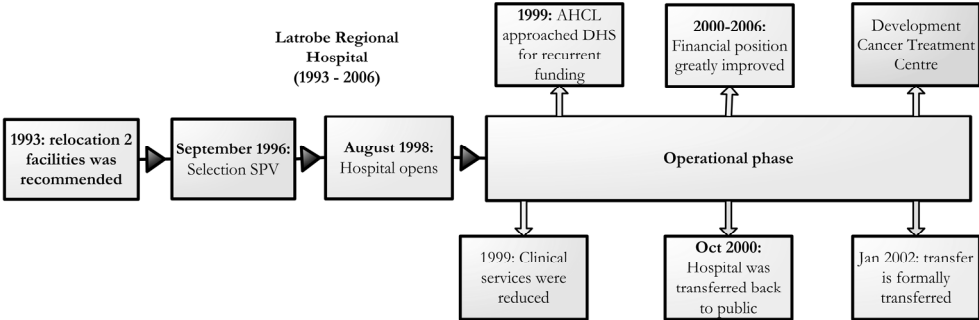 Latrobe Regional
Hospital
(1993 - 2006)
1999: AHCL
approached DHS
for recurrent
funding
2000-2006:
Financial position
greatly improved
Development
Cancer Treatment
Centre
1993: relocation 2
facilities was
recommended
September 1996:
Selection SPV
August 1998:
Hospital opens
Operational phase
1999: Clinical
services were
reduced
Oct 2000:
Hospital was
transferred back
to public
Jan 2002: transfer
is formally
transferred